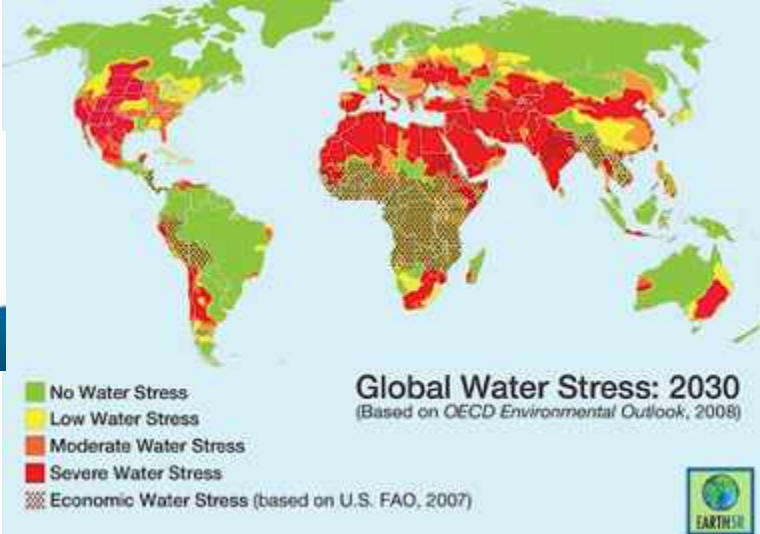 No Water Stress
Low Water Stress
Moderate Water Stress
Severe Water Stress
Economic Water Stress (based on U.S. FAO, 2007)
Global Water Stress: 2030
(Based on OECD Environmental Outlook, 2008)
EARTH